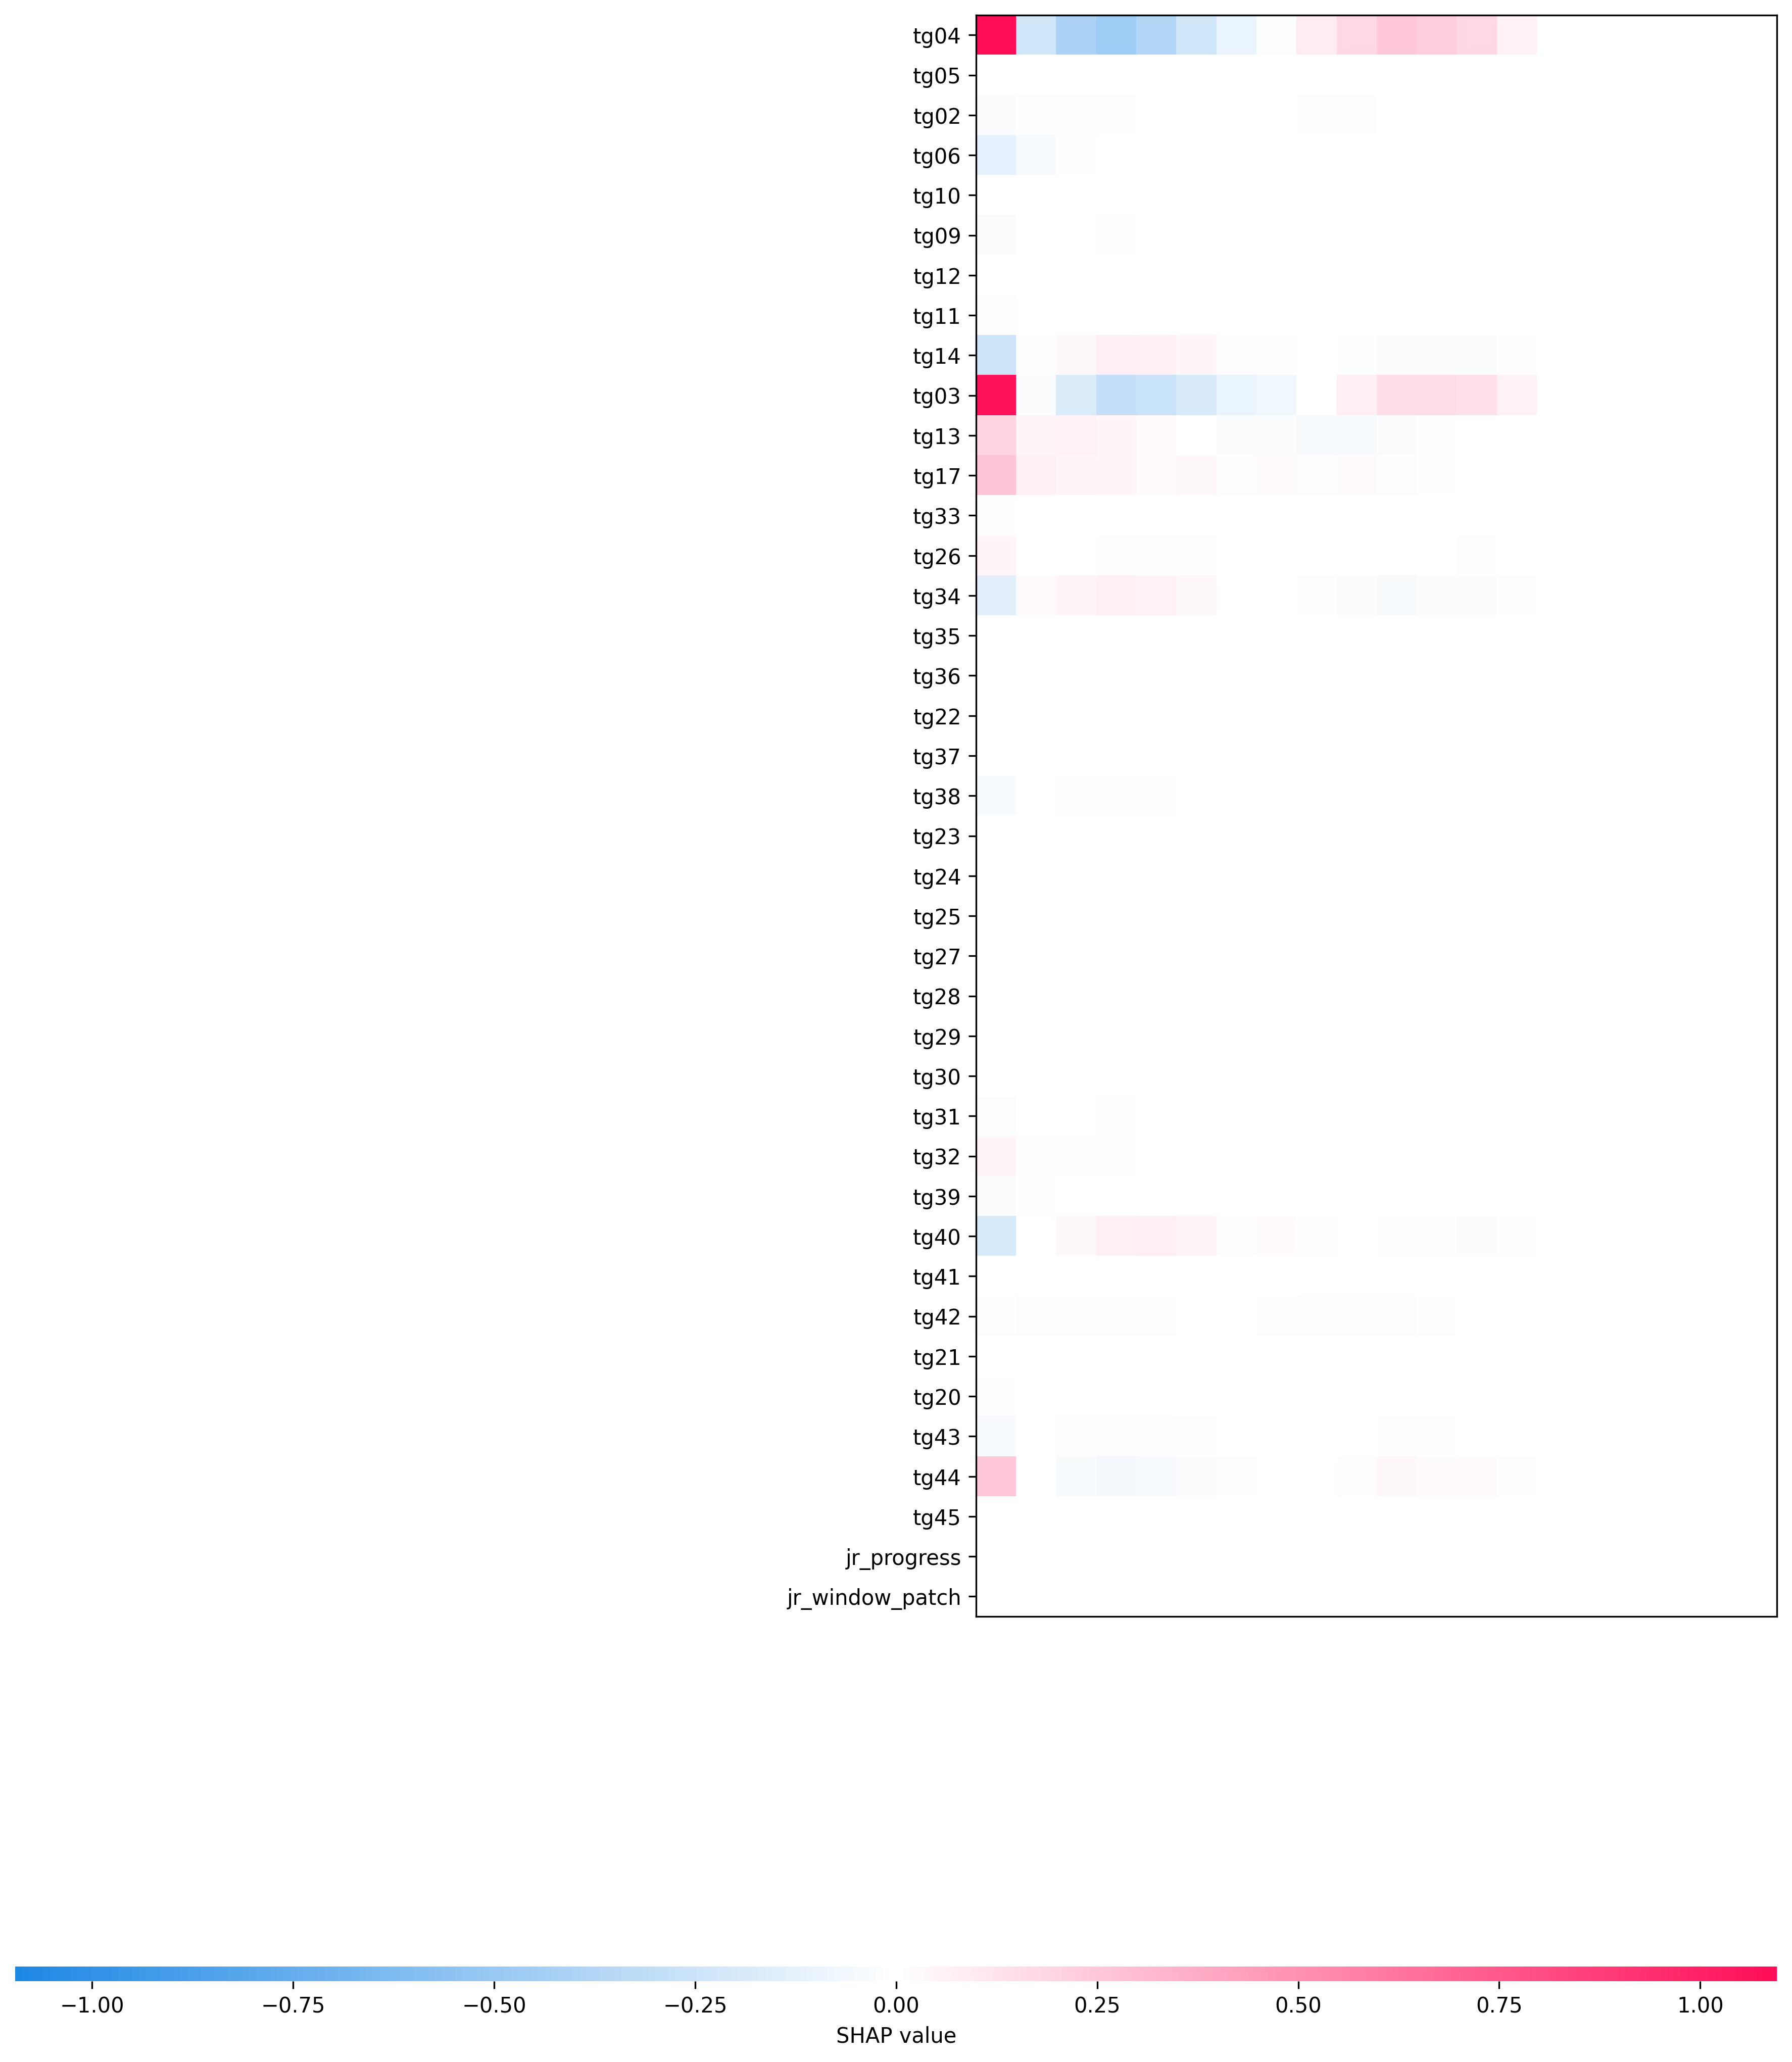 tg04
tg05
tg02
tg06
tg10
tg09
tg12
tg11
tg14
tg03
tg13
tg17
tg33
tg26
tg34
tg35
tg36
tg22
tg37
tg38
tg23
tg24
tg25
tg27
tg28
tg29
tg30
tg31
tg32
tg39
tg40
tg41
tg42
tg21
tg20
tg43
tg44
tg45
jr_progress
jr_window_patch
−1.00 −0.75 −0.50 −0.25 0.00 0.25 0.50 0.75 1.00
SHAP value